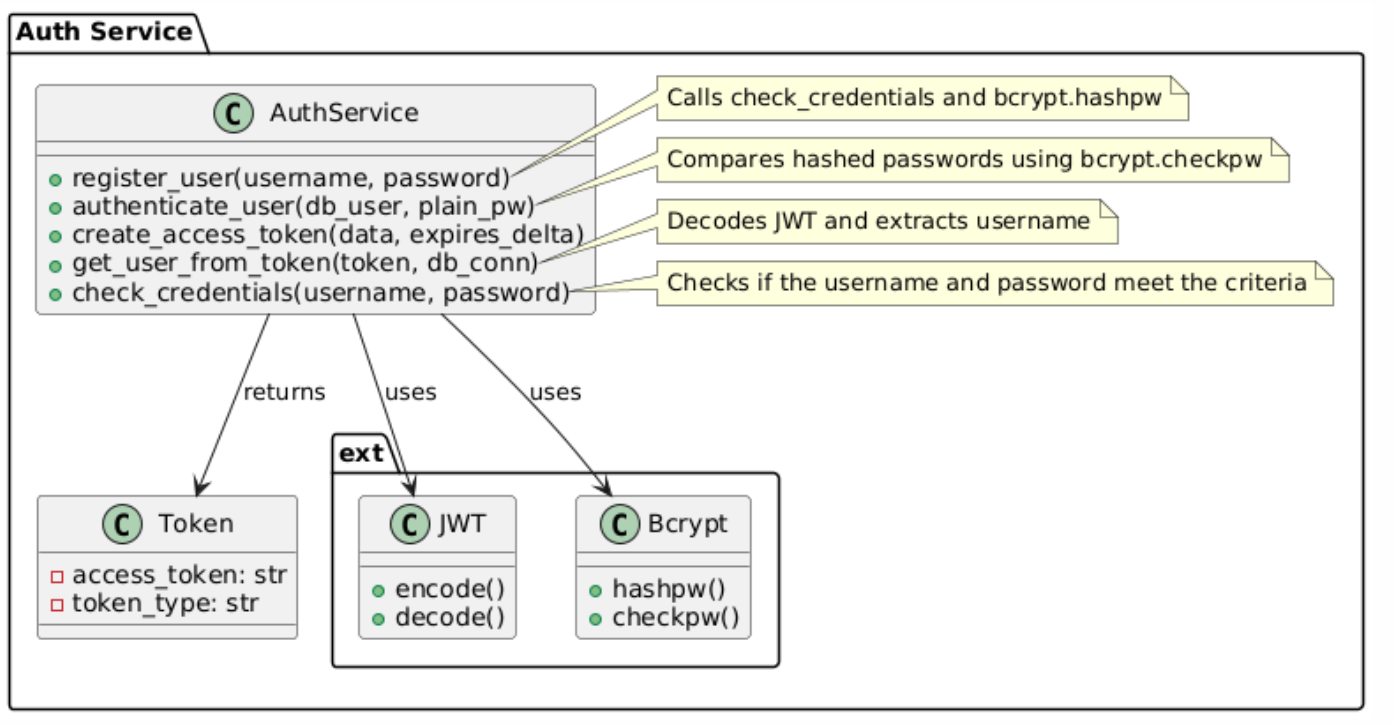 Auth Service
C AuthService
register_user(username, password)
authenticate_user(db_user, plain_pw)
create_access_token(data, expires_delta)
get_user_from_token(token, db_conn)
check_credentials(username, password)
Calls check_credentials and bcrypt.hashpw
Compares hashed passwords using bcrypt.checkpw
Decodes JWT and extracts username
Checks if the username and password meet the criteria
returns
uses
uses
ext
C Token
access_token: str
token_type: str
C JWT
encode()
decode()
C Bcrypt
hashpw()
checkpw()